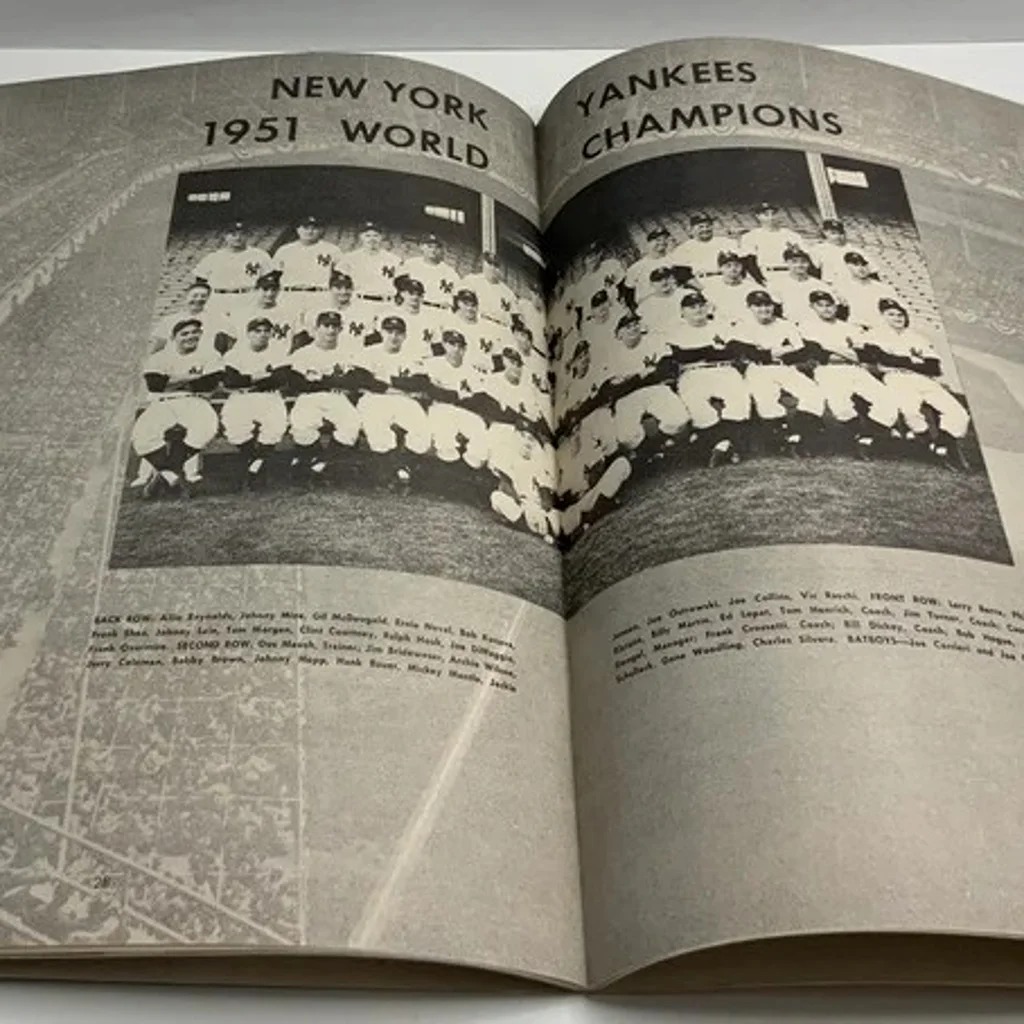 NEW YORK YANKEES
1951 WORLD CHAMPIONS
BACK ROW: Allie Reynolds, Johnny Mize, Gil McDougald, Ernie Nevel, Bob
Frank Shea, Johnny Sain, Tom Morgan, Clint Courtney, Ralph Houk, Joe DiMaggio,
Frank Overmire. SECOND ROW: Gus Mauch, Trainer; Jim Brideweser, Archie Wilson,
Jerry Coleman, Bobby Brown, Johnny Hopp, Hank Bauer, Mickey Mantle, Jackie
Jensen, Joe Ostrowski, Joe Collins, Vic Raschi. FRONT ROW: Larry Berra,
Rizzuto, Billy Martin, Ed Lopat, Tom Henrich, Coach; Jim Turner, Coach;
Stengel, Manager; Frank Crosetti, Coach; Bill Dickey, Coach; Bob Hogue,
Schallock, Gene Woodling, Charles Silvera. BATBOYS—Joe Carrieri and Joe
28